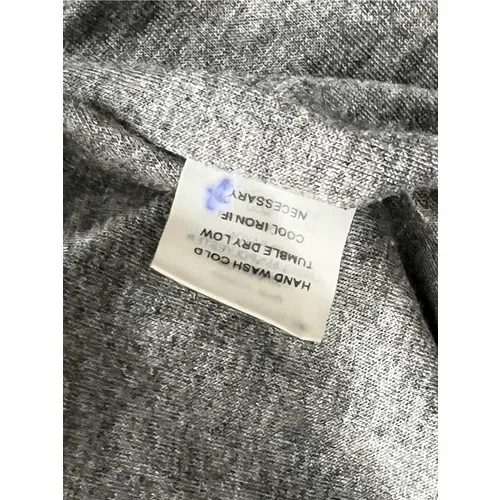 HAND WASH COLD
TUMBLE DRY LOW
COOL IRON IF
NECESSARY